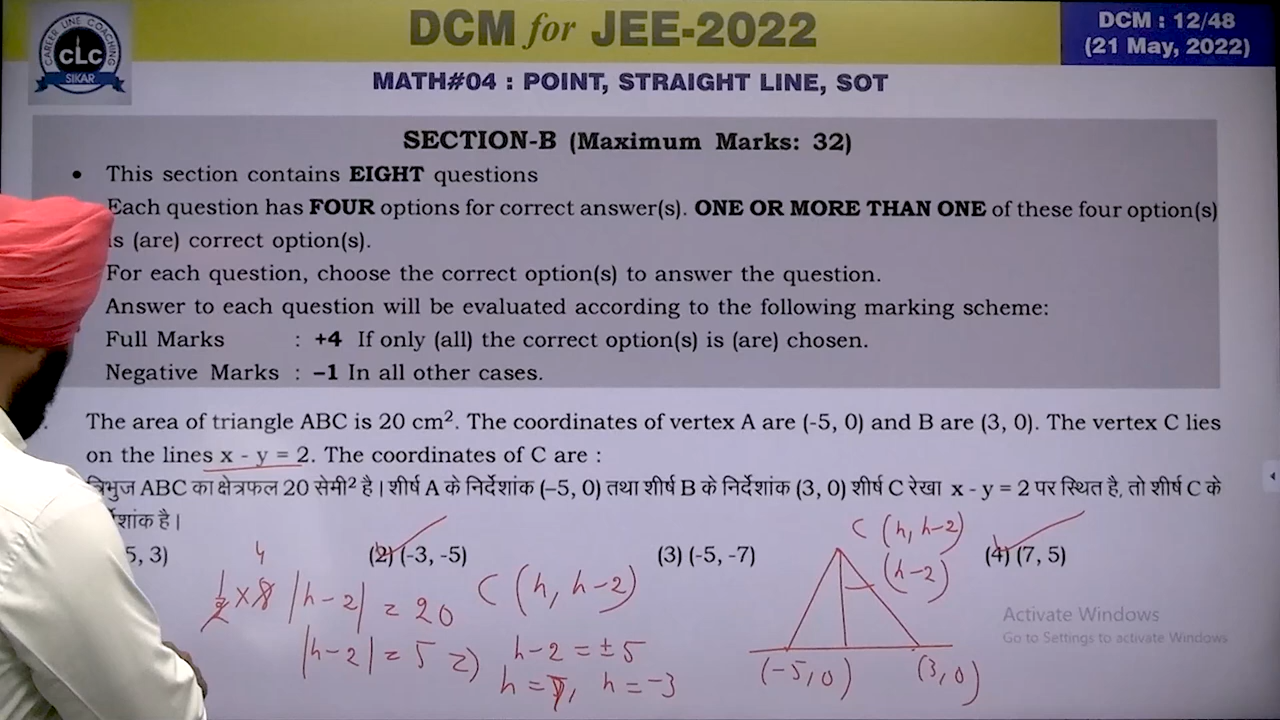 DCM for JEE-2022
DCM : 12/48
(21 May, 2022)
CAREER LINE COACHING
CLC
SIKAR
MATH#04 : POINT, STRAIGHT LINE, SOT
SECTION-B (Maximum Marks: 32)
• This section contains EIGHT questions
Each question has FOUR options for correct answer(s). ONE OR MORE THAN ONE of these four option(s)
is (are) correct option(s).
For each question, choose the correct option(s) to answer the question.
Answer to each question will be evaluated according to the following marking scheme:
Full Marks : +4 If only (all) the correct option(s) is (are) chosen.
Negative Marks : –1 In all other cases.
The area of triangle ABC is 20 cm². The coordinates of vertex A are (-5, 0) and B are (3, 0). The vertex C lies
on the lines x - y = 2. The coordinates of C are :
त्रिभुज ABC का क्षेत्रफल 20 सेमी² है। शीर्ष A के निर्देशांक (–5, 0) तथा शीर्ष B के निर्देशांक (3, 0) शीर्ष C रेखा x - y = 2 पर स्थित है, तो शीर्ष C के
शांक है।
5, 3) (2) (-3, -5) (3) (-5, -7) (4) (7, 5)
C (h, h-2)
(h-2)
4
1/2 × 8 |h-2| = 20
C (h, h-2)
|h-2| = 5 => h-2 = ±5
h = 7, h = -3
(-5, 0) (3, 0)
Activate Windows
Go to Settings to activate Windows